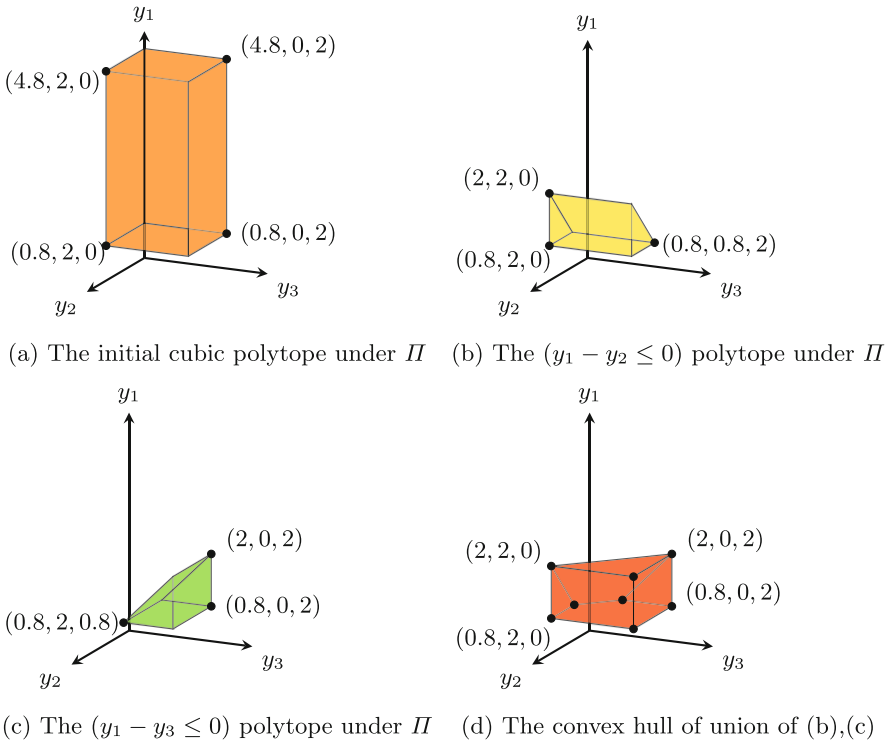 y₁
(4.8, 0, 2)
(4.8, 2, 0)
(0.8, 0, 2)
(0.8, 2, 0)
y₃
y₂
(a) The initial cubic polytope under Π
y₁
(2, 2, 0)
(0.8, 0.8, 2)
(0.8, 2, 0)
y₃
y₂
(b) The (y₁ − y₂ ≤ 0) polytope under Π
y₁
(2, 0, 2)
(0.8, 0, 2)
(0.8, 2, 0.8)
y₃
y₂
(c) The (y₁ − y₃ ≤ 0) polytope under Π
y₁
(2, 2, 0)
(2, 0, 2)
(0.8, 0, 2)
(0.8, 2, 0)
y₃
y₂
(d) The convex hull of union of (b),(c)